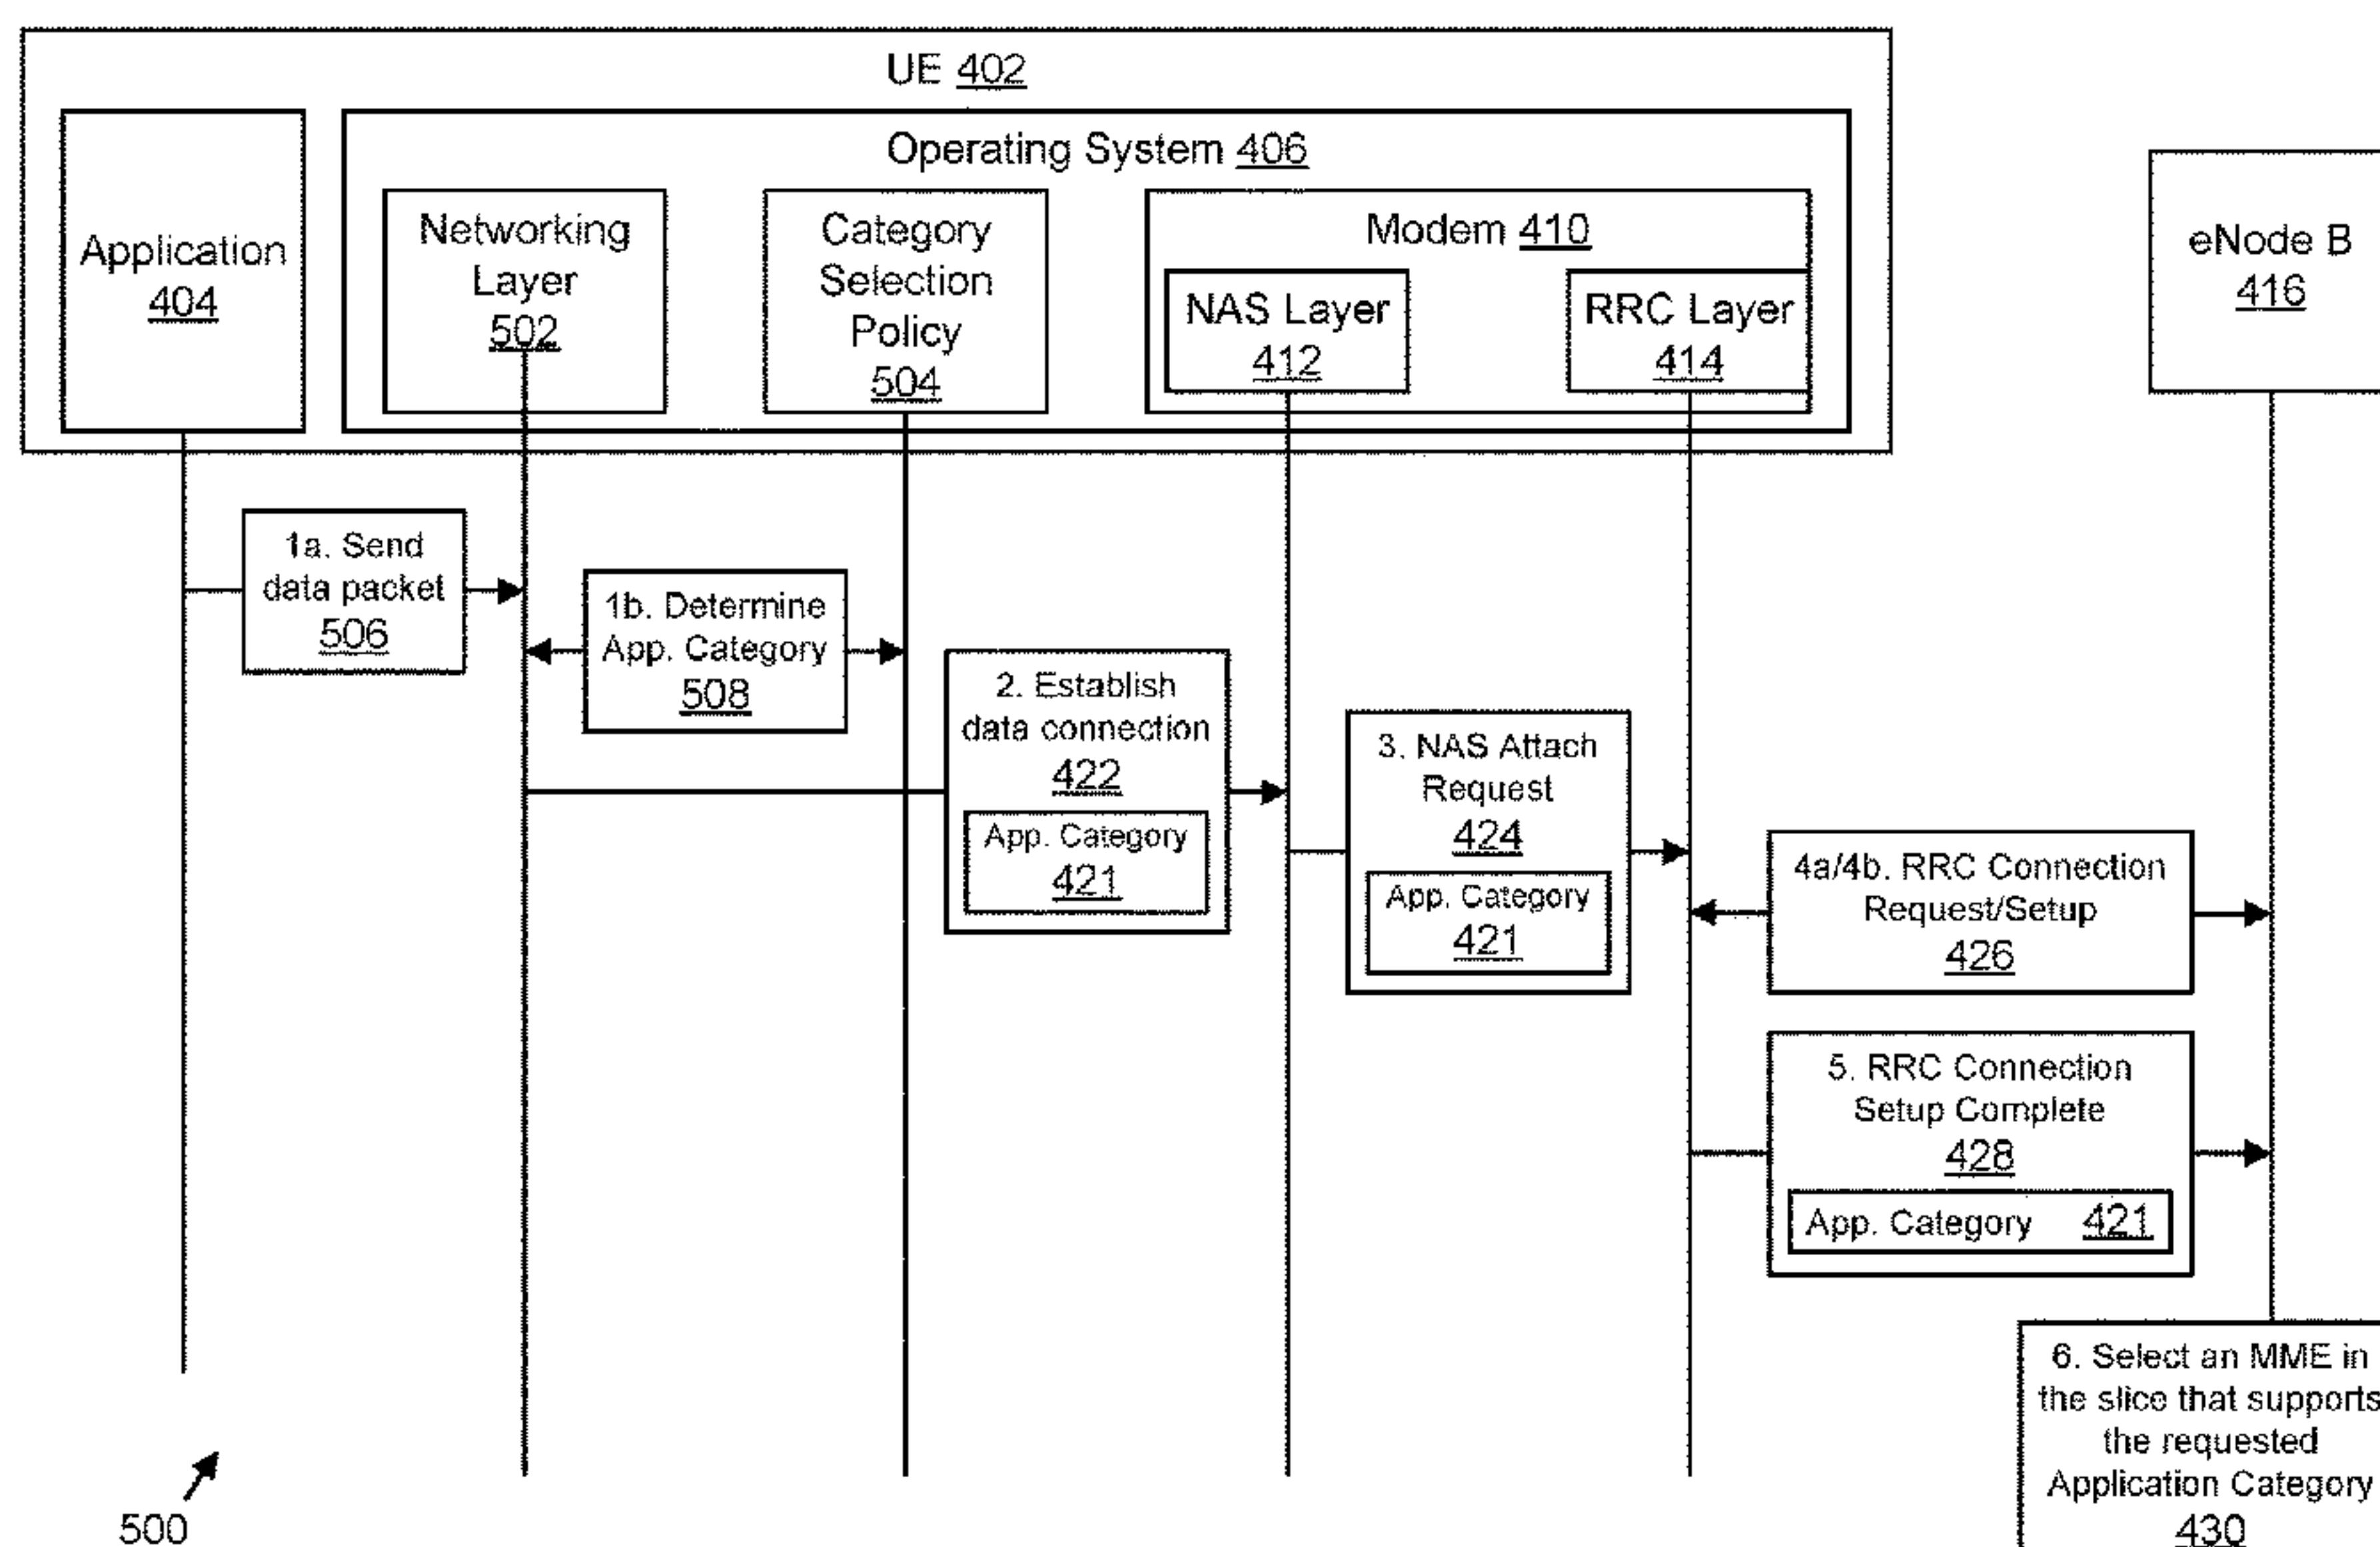 UE 402
Operating System 406
Application
404
Networking
Layer
502
Category
Selection
Policy
504
Modem 410
NAS Layer
412
RRC Layer
414
eNode B
416
1a. Send
data packet
506
1b. Determine
App. Category
508
2. Establish
data connection
422
App. Category
421
3. NAS Attach
Request
424
App. Category
421
4a/4b. RRC Connection
Request/Setup
426
5. RRC Connection
Setup Complete
428
App. Category 421
6. Select an MME in
the slice that supports
the requested
Application Category
430
500